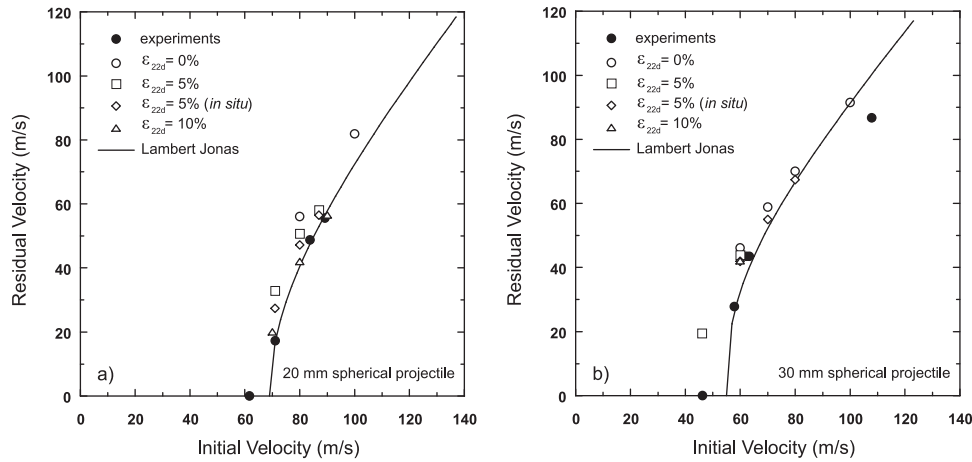 a)
experiments
ε22d= 0%
ε22d= 5%
ε22d= 5% (in situ)
ε22d= 10%
Lambert Jonas
20 mm spherical projectile
Residual Velocity (m/s)
120
100
80
60
40
20
0
0 20 40 60 80 100 120 140
Initial Velocity (m/s)
b)
experiments
ε22d= 0%
ε22d= 5%
ε22d= 5% (in situ)
ε22d= 10%
Lambert Jonas
30 mm spherical projectile
Residual Velocity (m/s)
120
100
80
60
40
20
0
0 20 40 60 80 100 120 140
Initial Velocity (m/s)